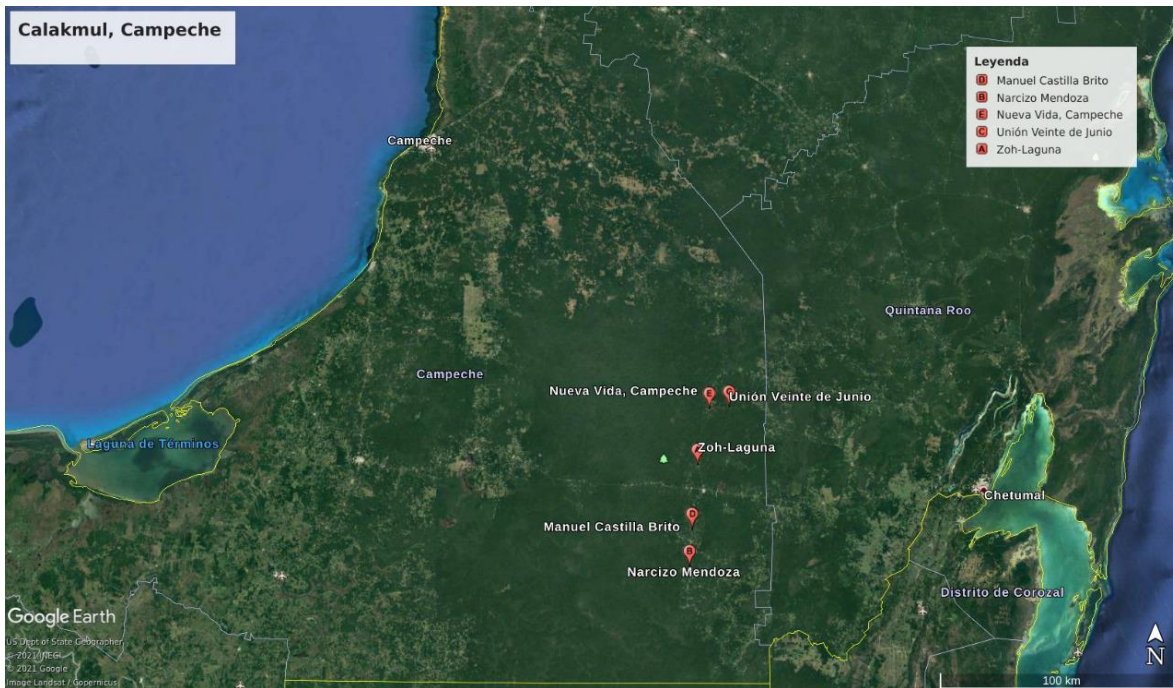 Calakmul, Campeche
Leyenda
D Manuel Castilla Brito
B Narcizo Mendoza
E Nueva Vida, Campeche
C Unión Veinte de Junio
A Zoh-Laguna
Campeche
Quintana Roo
Campeche
Nueva Vida, Campeche
E
Unión Veinte de Junio
Laguna de Términos
Zoh-Laguna
Chetumal
D
Manuel Castilla Brito
B
Narcizo Mendoza
Distrito de Corozal
Google Earth
US Dept of State Geographer
© 2021 INEGI
© 2021 Google
Image Landsat / Copernicus
N
100 km